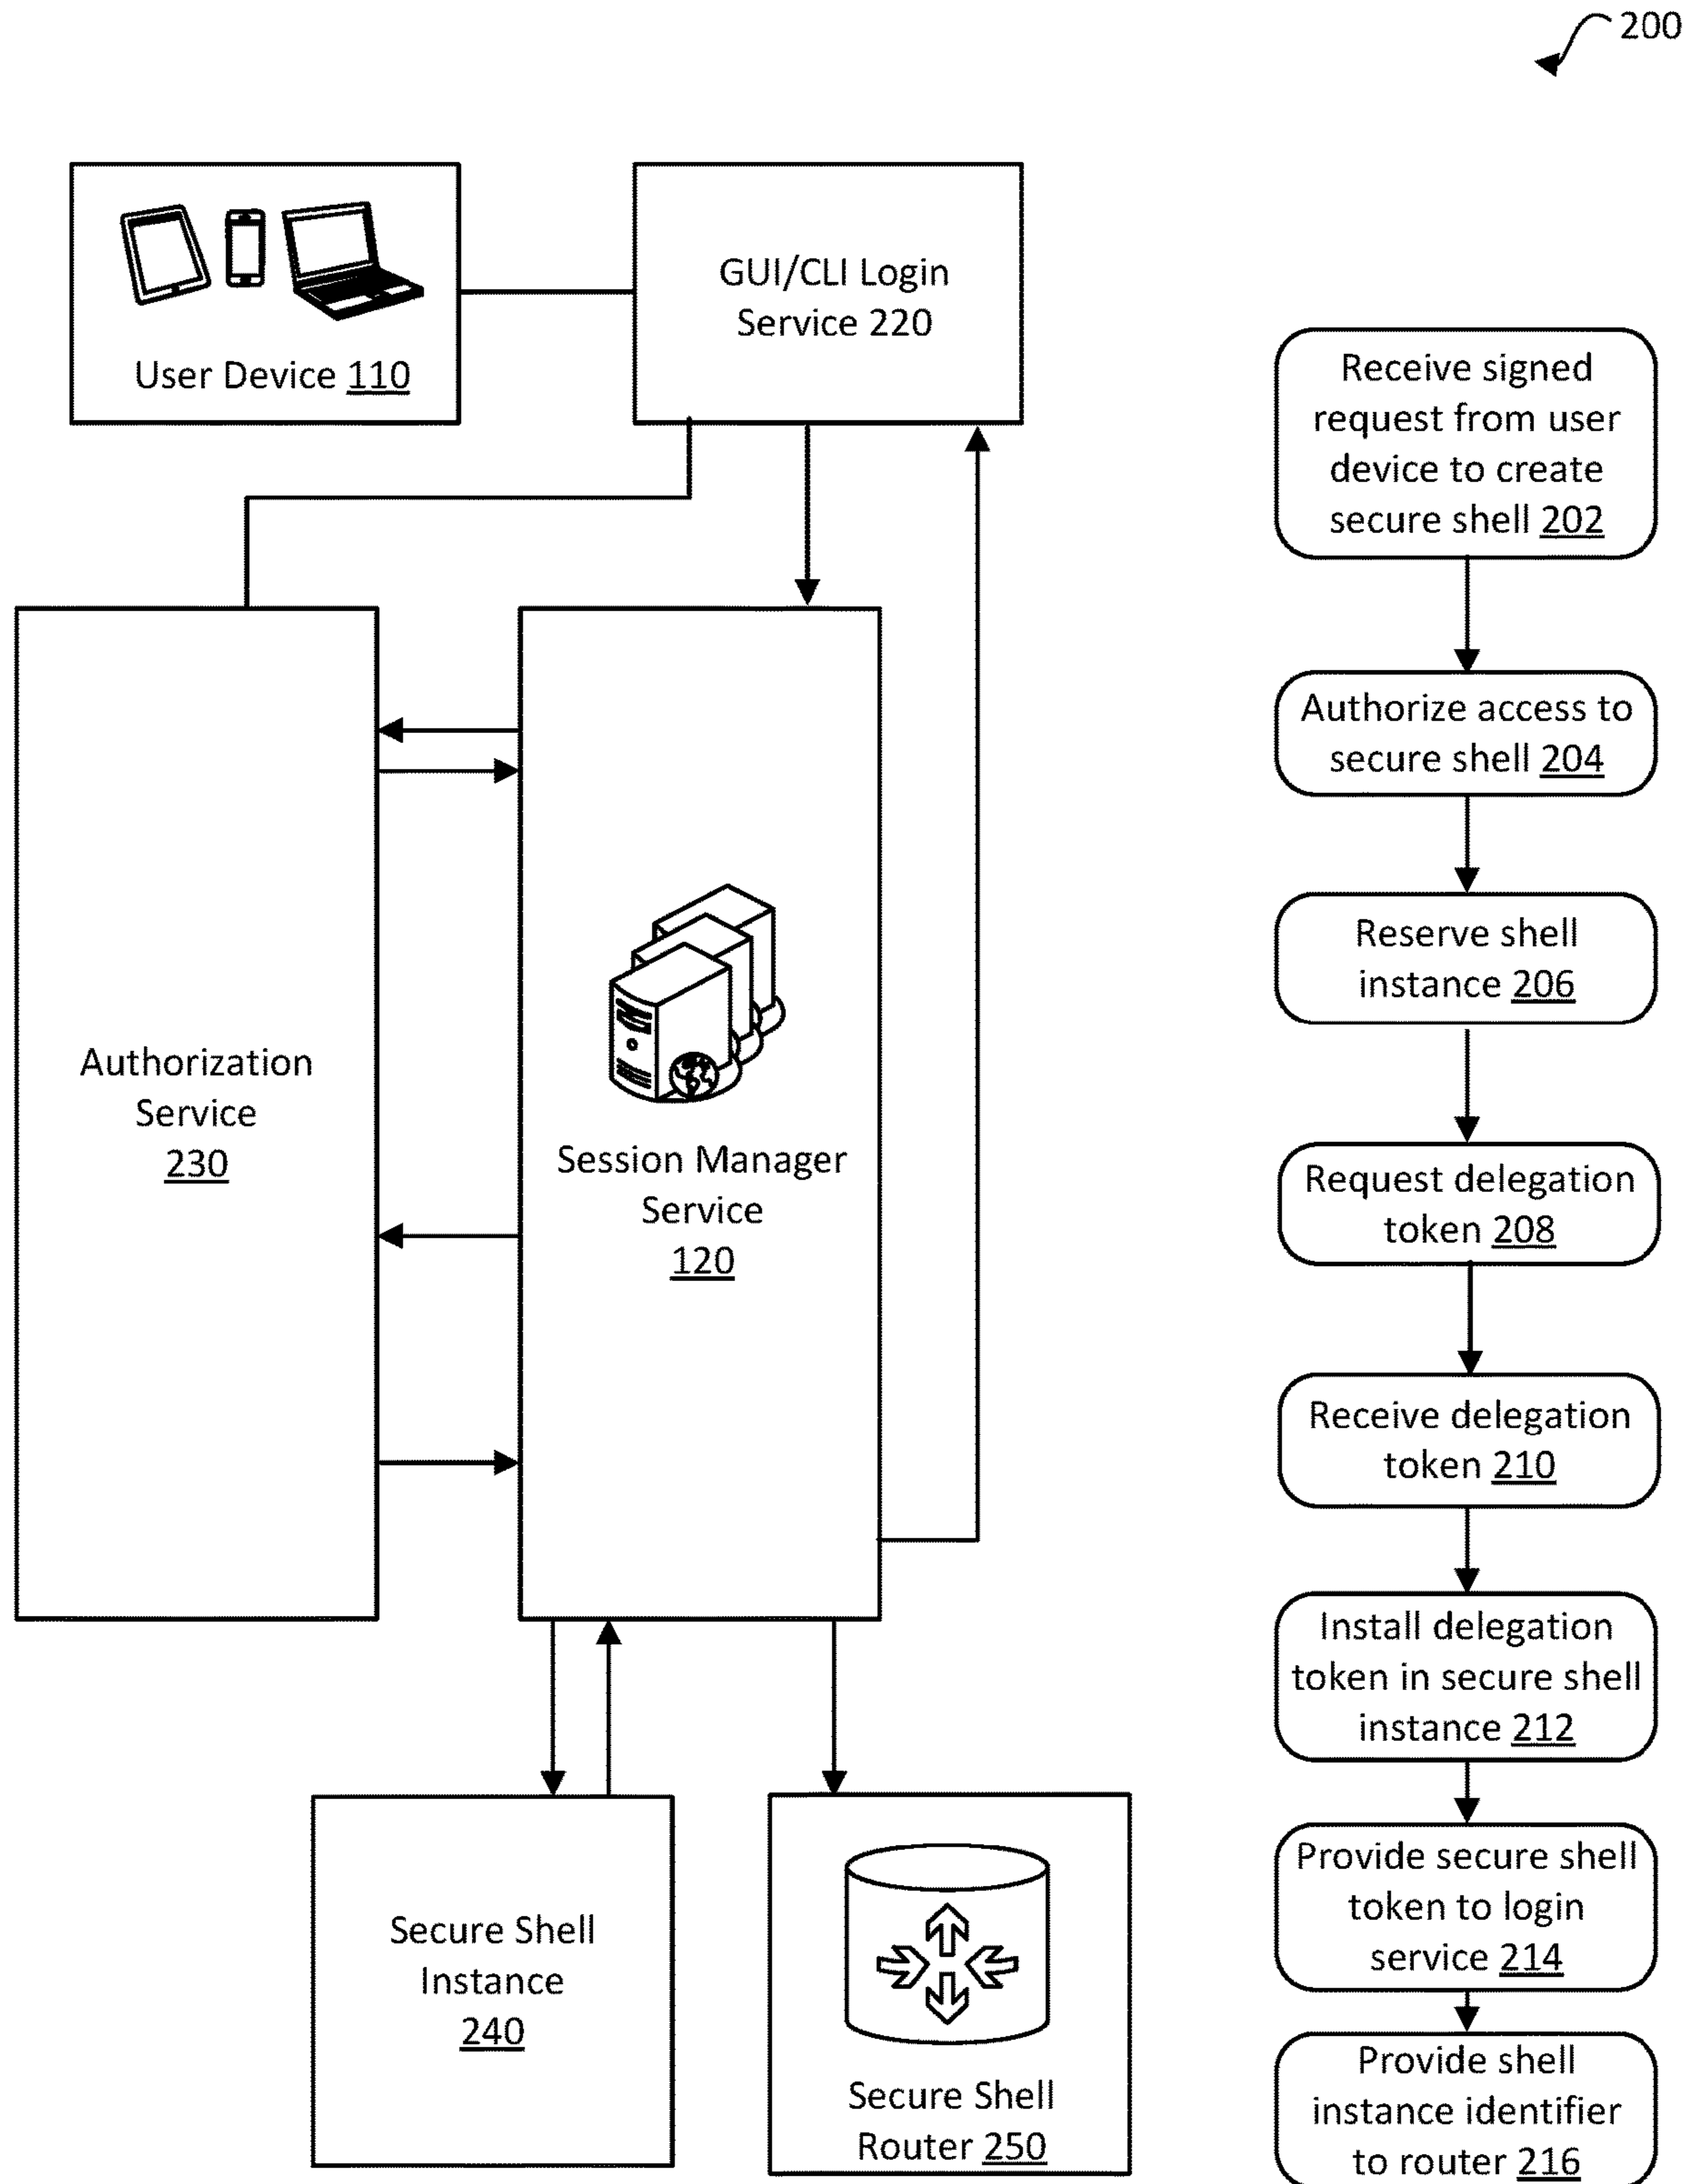 200
User Device 110
GUI/CLI Login
Service 220
Authorization
Service
230
Session Manager
Service
120
Secure Shell
Instance
240
Secure Shell
Router 250
Receive signed
request from user
device to create
secure shell 202
Authorize access to
secure shell 204
Reserve shell
instance 206
Request delegation
token 208
Receive delegation
token 210
Install delegation
token in secure shell
instance 212
Provide secure shell
token to login
service 214
Provide shell
instance identifier
to router 216